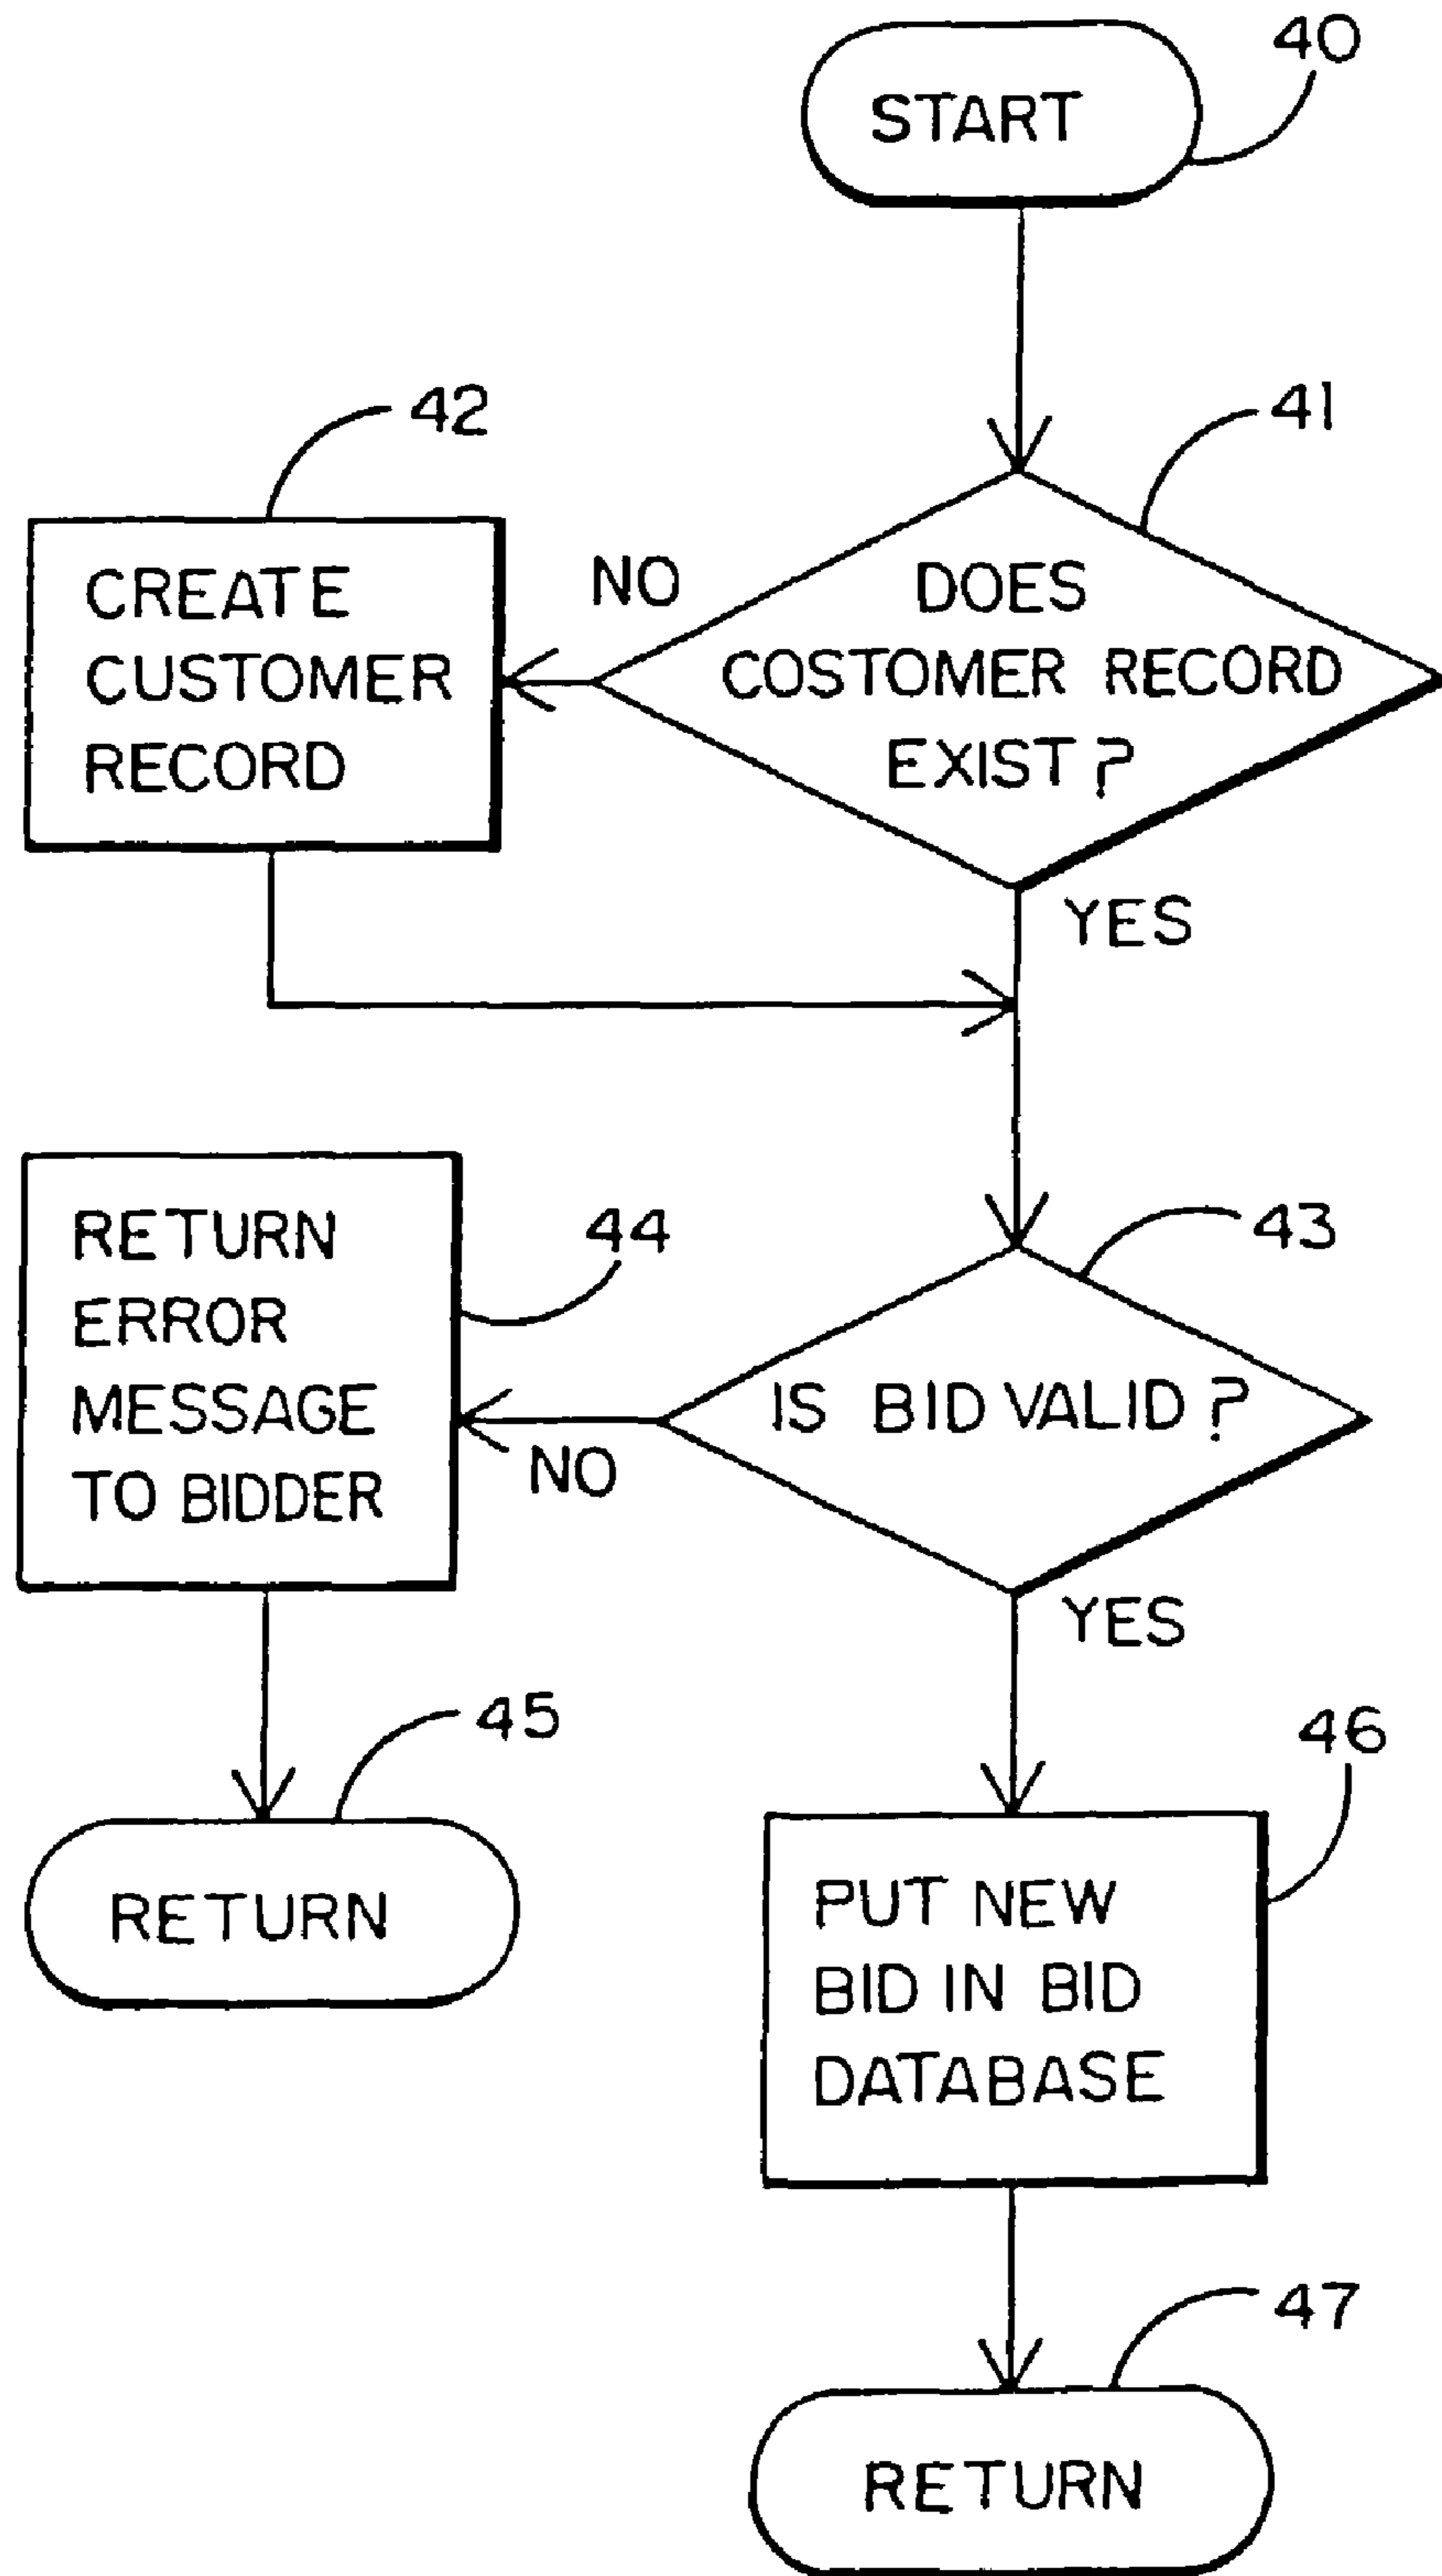 40
START
42
41
NO
CREATE
CUSTOMER
RECORD
DOES
COSTOMER RECORD
EXIST?
YES
RETURN
ERROR
MESSAGE
TO BIDDER
44
43
IS BID VALID?
NO
YES
45
RETURN
46
PUT NEW
BID IN BID
DATABASE
47
RETURN